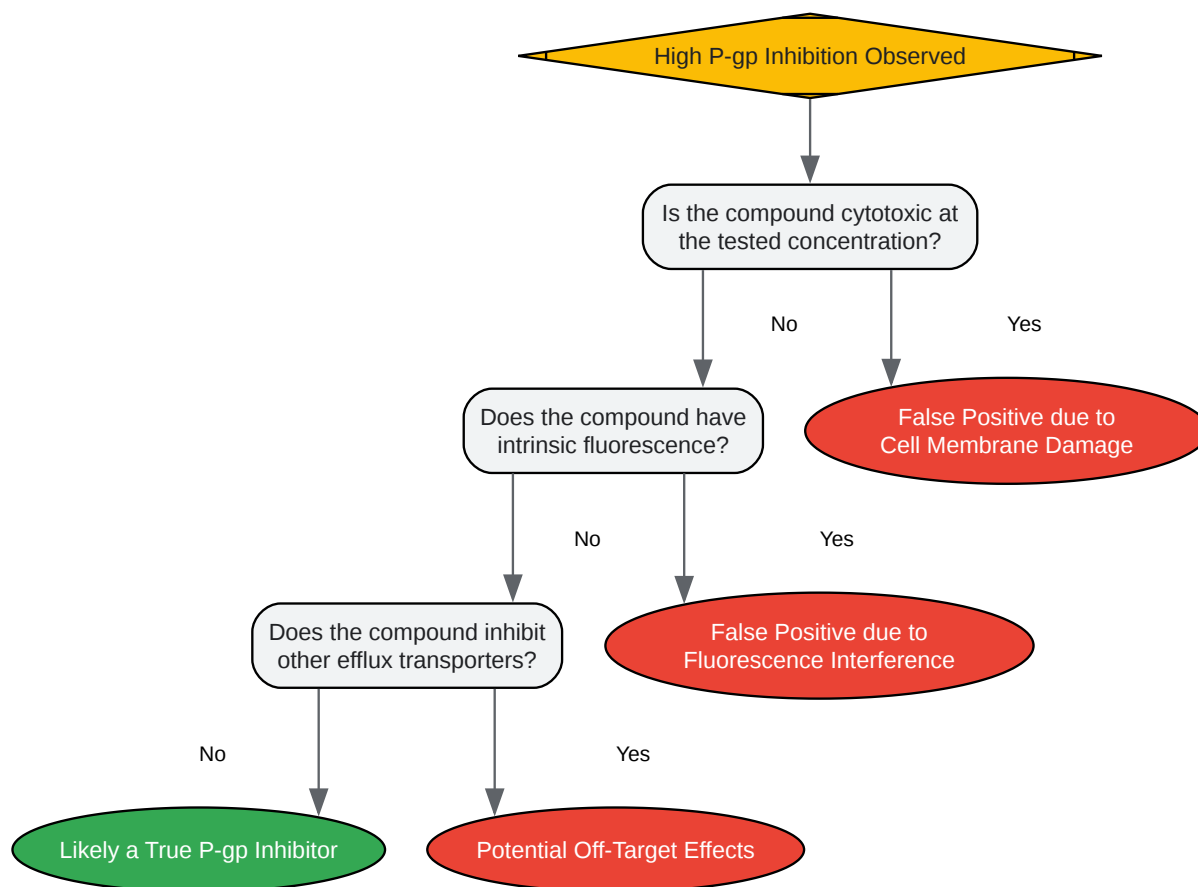 High P-gp Inhibition Observed
Is the compound cytotoxic at
the tested concentration?
No
Yes
Does the compound have
intrinsic fluorescence?
False Positive due to
Cell Membrane Damage
No
Yes
Does the compound inhibit
other efflux transporters?
False Positive due to
Fluorescence Interference
No
Yes
Likely a True P-gp Inhibitor
Potential Off-Target Effects